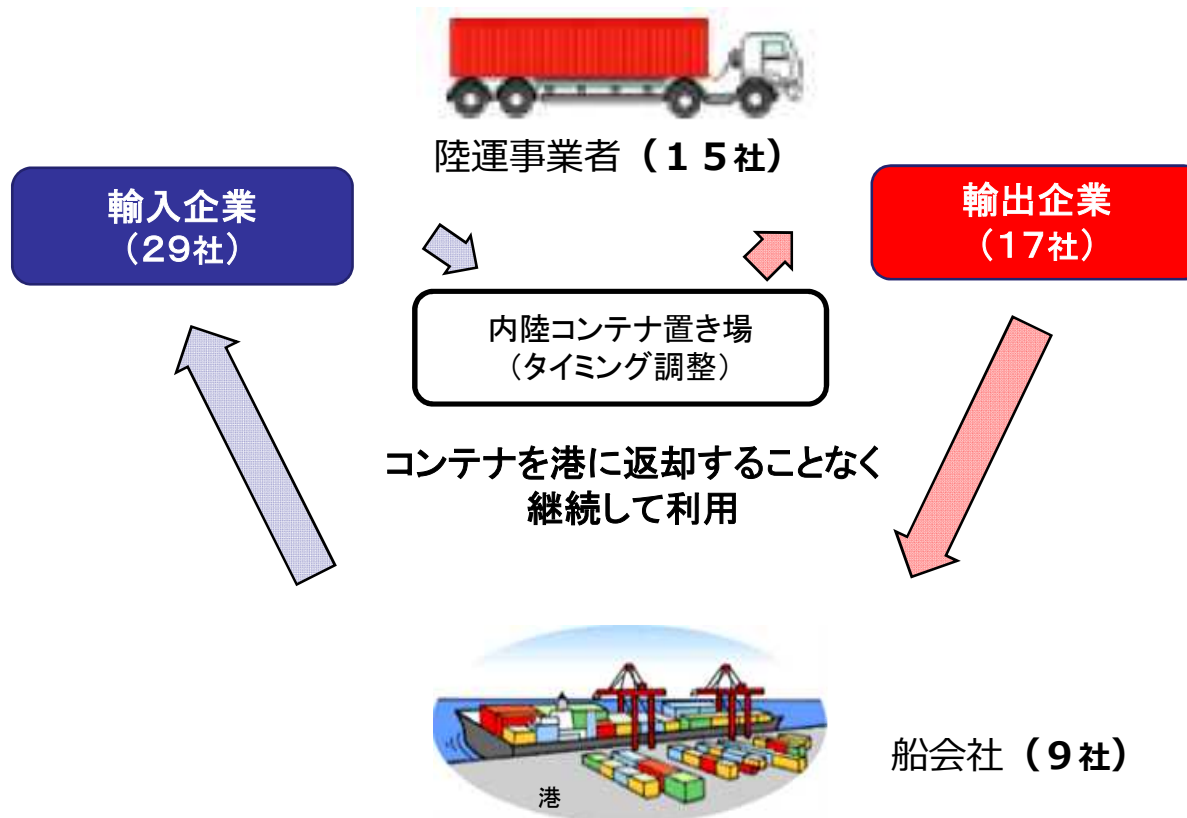 陸運事業者（１５社）
輸入企業
（29社）
輸出企業
（17社）
内陸コンテナ置き場
（タイミング調整）
コンテナを港に返却することなく
継続して利用
港
船会社（９社）